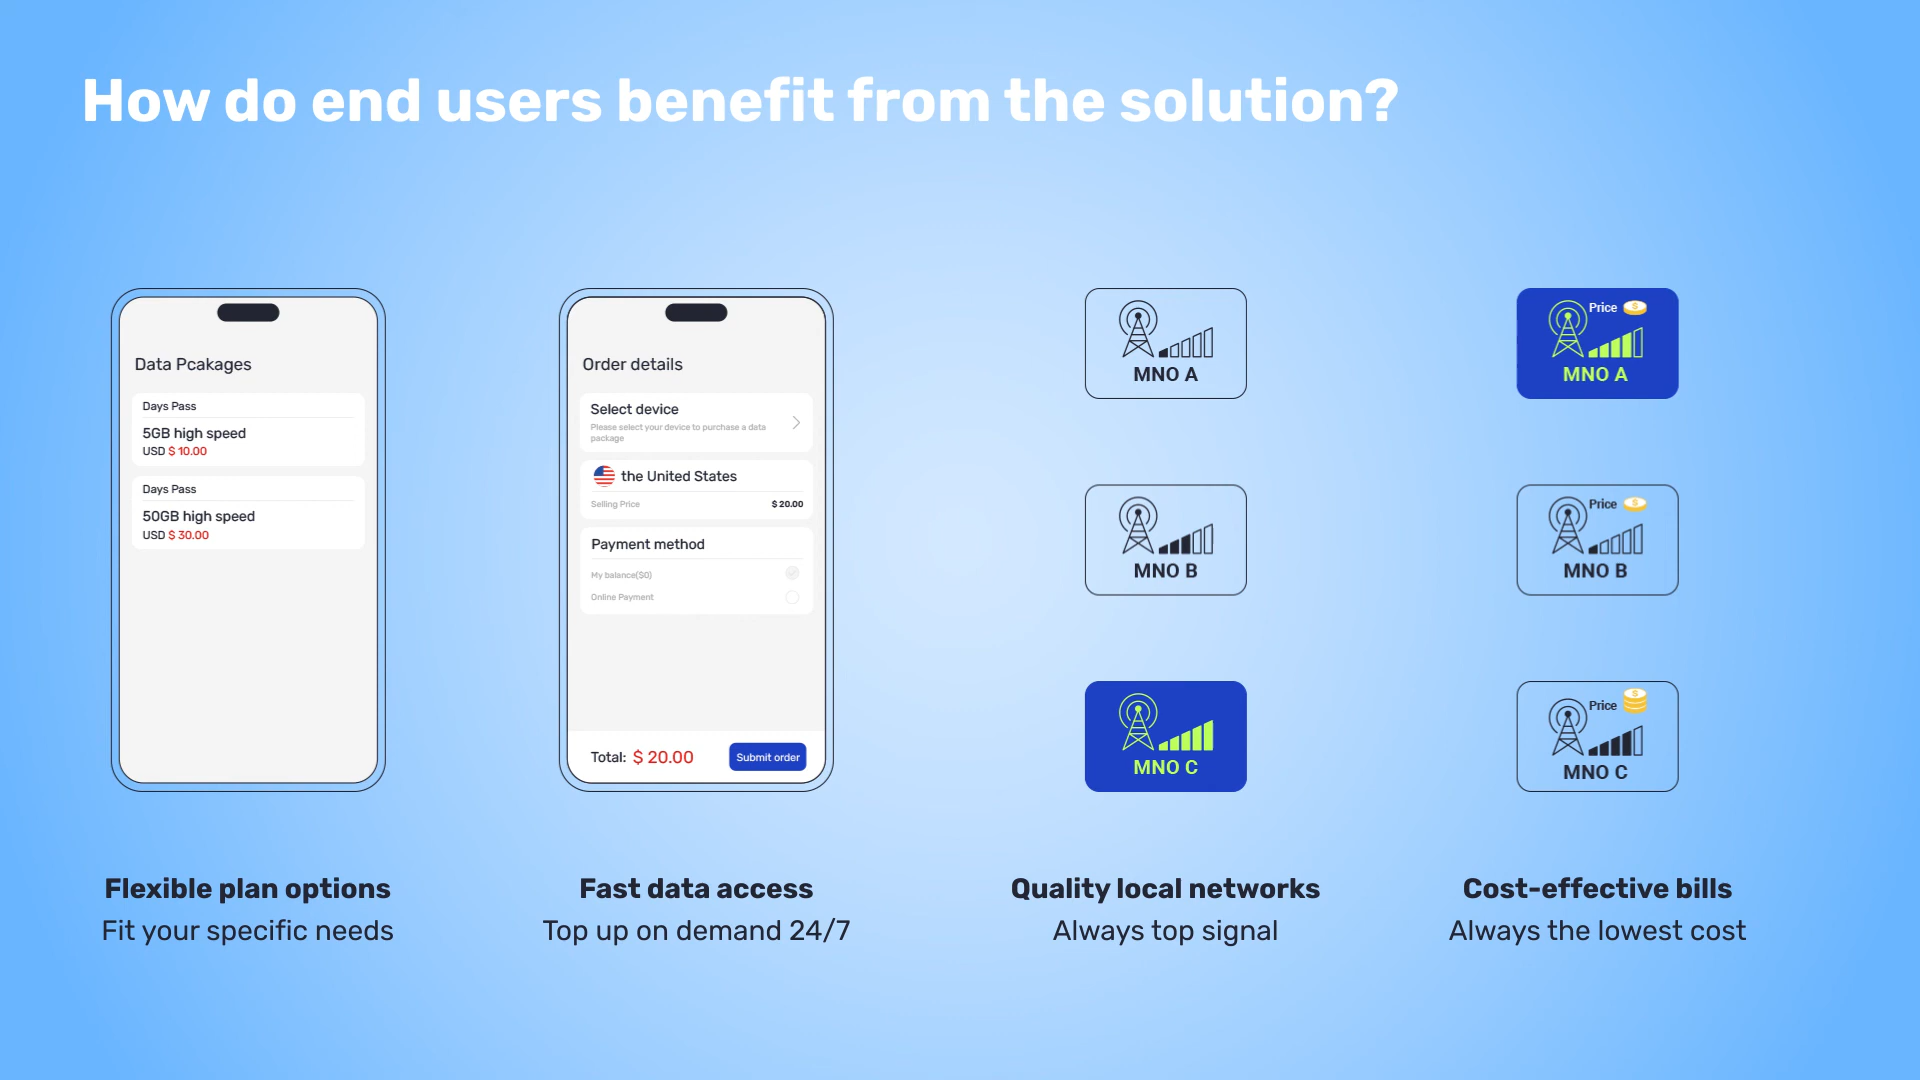 How do end users benefit from the solution?
Data Pcakages
Days Pass
5GB high speed
USD $ 10.00
Days Pass
50GB high speed
USD $ 30.00
Flexible plan options
Fit your specific needs
Order details
Select device
Please select your device to purchase a data
package
the United States
Selling Price $ 20.00
Payment method
My balance($0)
Online Payment
Total: $ 20.00 Submit order
Fast data access
Top up on demand 24/7
MNO A
MNO B
MNO C
Quality local networks
Always top signal
Price $
MNO A
Price $
MNO B
Price $
MNO C
Cost-effective bills
Always the lowest cost